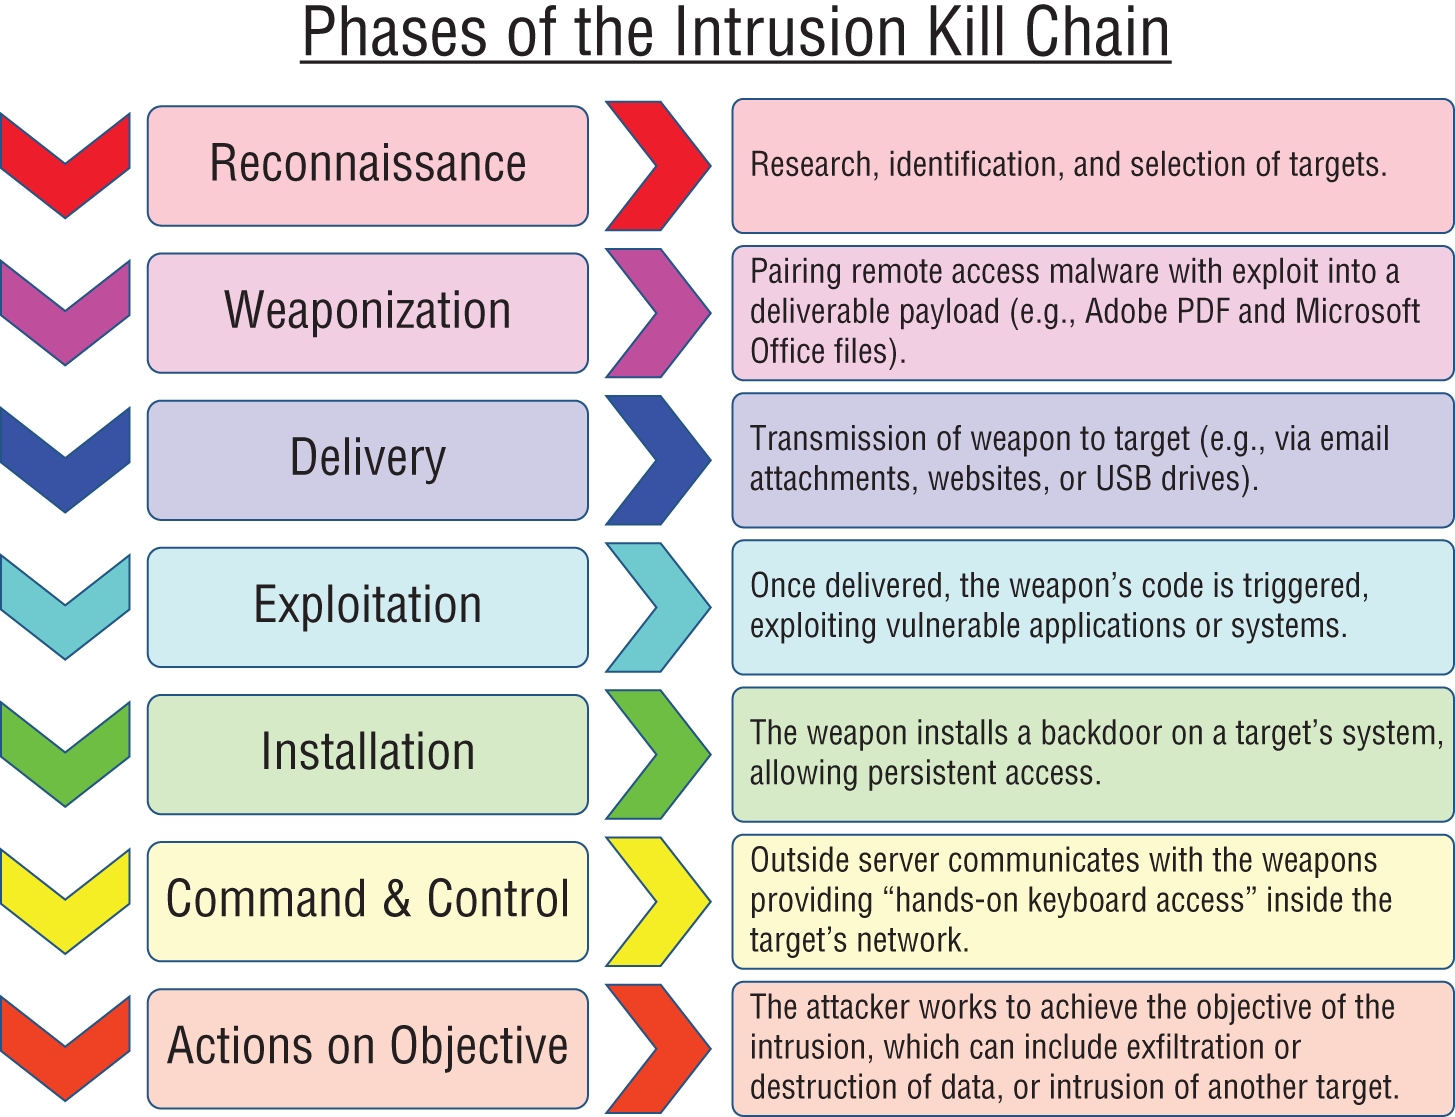 Phases of the Intrusion Kill Chain
Reconnaissance
Research, identification, and selection of targets.
Weaponization
Pairing remote access malware with exploit into a
deliverable payload (e.g., Adobe PDF and Microsoft
Office files).
Delivery
Transmission of weapon to target (e.g., via email
attachments, websites, or USB drives).
Exploitation
Once delivered, the weapon’s code is triggered,
exploiting vulnerable applications or systems.
Installation
The weapon installs a backdoor on a target’s system,
allowing persistent access.
Command & Control
Outside server communicates with the weapons
providing “hands-on keyboard access” inside the
target’s network.
Actions on Objective
The attacker works to achieve the objective of the
intrusion, which can include exfiltration or
destruction of data, or intrusion of another target.